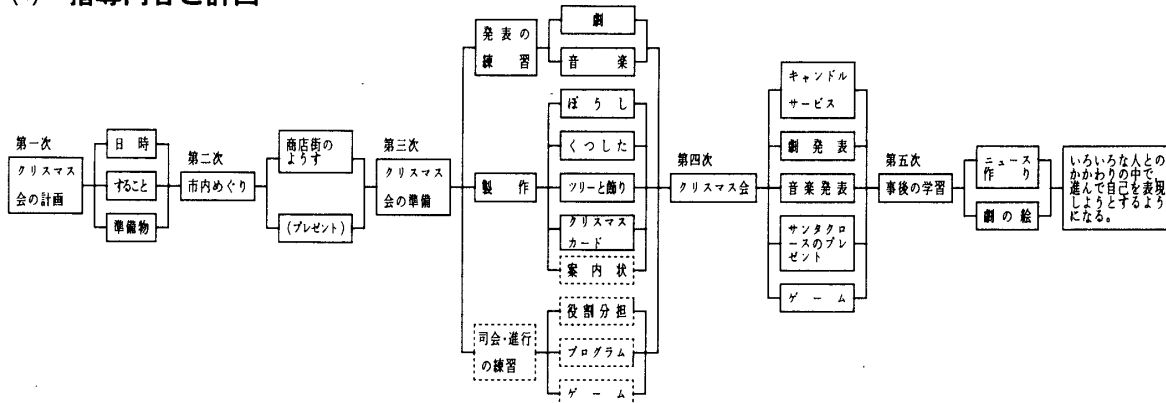 指導内容と計画
第一次
クリスマス
会の計画
日時
すること
準備物
第二次
市内めぐり
商店街の
ようす
(プレゼント)
第三次
クリスマス
会の準備
発表の
練習
劇
音楽
製作
ぼうし
くつした
ツリーと飾り
クリスマス
カード
案内状
司会・進行
の練習
役割分担
プログラム
ゲーム
第四次
クリスマス会
キャンドル
サービス
劇発表
音楽発表
サンタクロ
ースのプレ
ゼント
ゲーム
第五次
事後の学習
ニュース
作り
劇の絵
いろいろな人との
かかわりの中で、
進んで自己を表現
しようとするよう
になる。